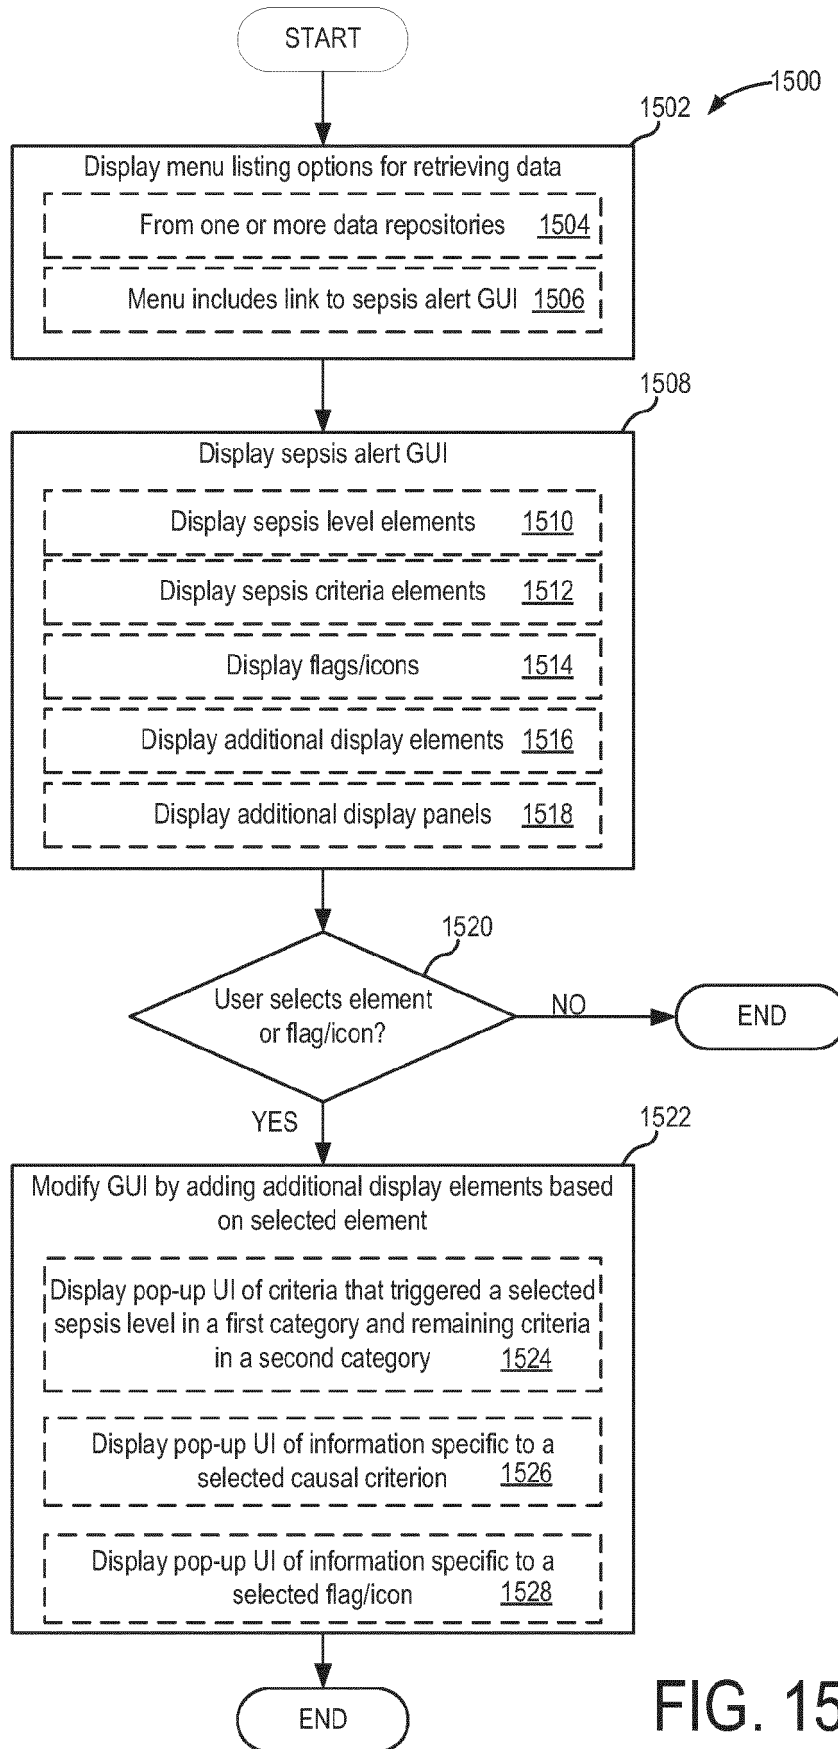 START
1500
1502
Display menu listing options for retrieving data
From one or more data repositories 1504
Menu includes link to sepsis alert GUI 1506
1508
Display sepsis alert GUI
Display sepsis level elements 1510
Display sepsis criteria elements 1512
Display flags/icons 1514
Display additional display elements 1516
Display additional display panels 1518
1520
User selects element
or flag/icon?
NO
END
YES
1522
Modify GUI by adding additional display elements based
on selected element
Display pop-up UI of criteria that triggered a selected
sepsis level in a first category and remaining criteria
in a second category 1524
Display pop-up UI of information specific to a
selected causal criterion 1526
Display pop-up UI of information specific to a
selected flag/icon 1528
END
FIG. 15